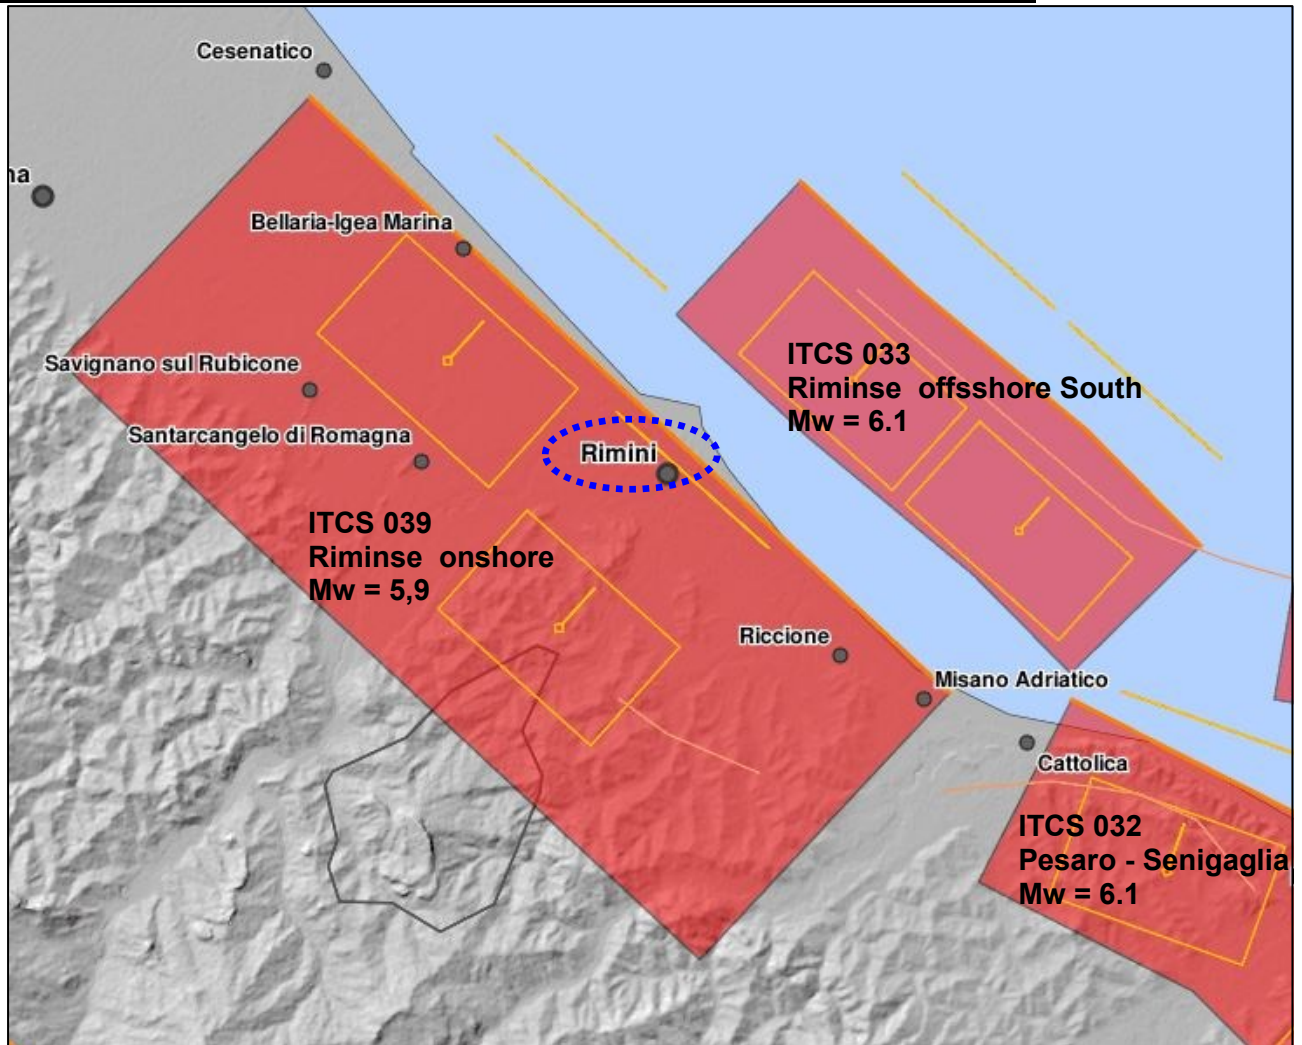 Cesenatico
na
Bellaria-Igea Marina
Savignano sul Rubicone
Santarcangelo di Romagna
Rimini
ITCS 033
Riminse offsshore South
Mw = 6.1
ITCS 039
Riminse onshore
Mw = 5,9
Riccione
Misano Adriatico
Cattolica
ITCS 032
Pesaro - Senigaglia
Mw = 6.1